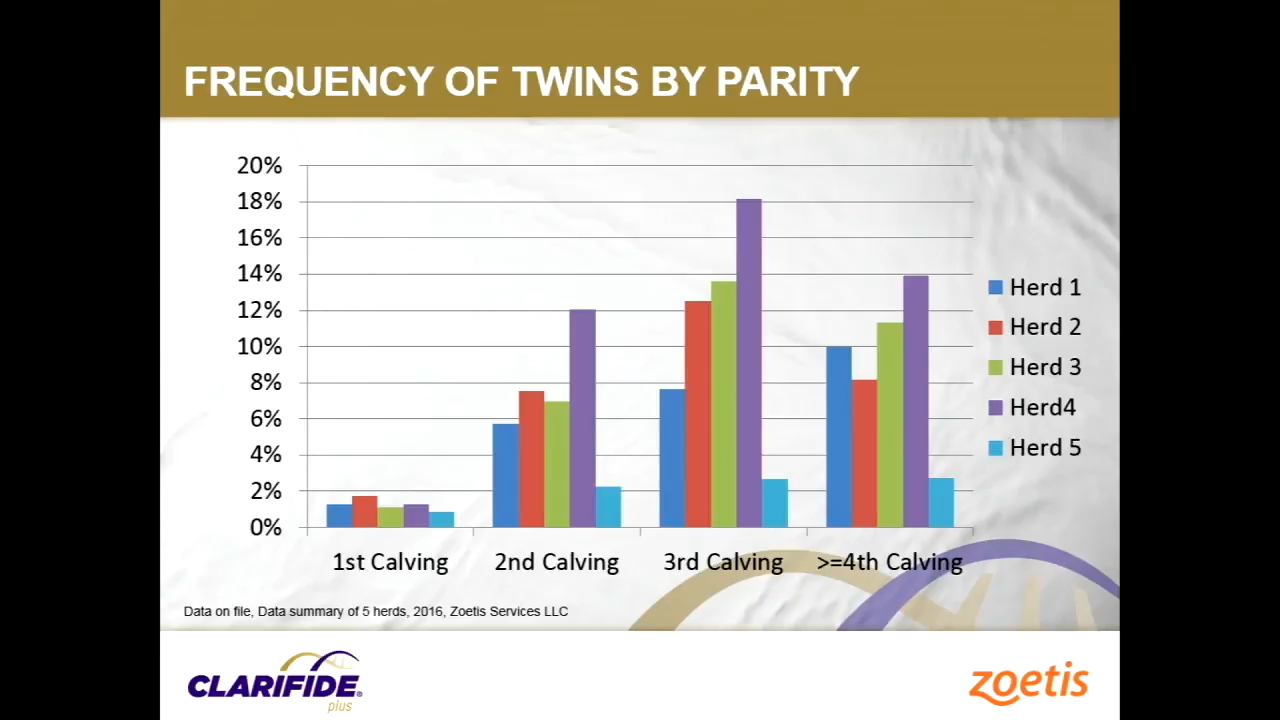 FREQUENCY OF TWINS BY PARITY
20%
18%
16%
14%
12%
10%
8%
6%
4%
2%
0%
1st Calving 2nd Calving 3rd Calving >=4th Calving
Herd 1
Herd 2
Herd 3
Herd4
Herd 5
Data on file, Data summary of 5 herds, 2016, Zoetis Services LLC
CLARIFIDE®
plus
zoetis